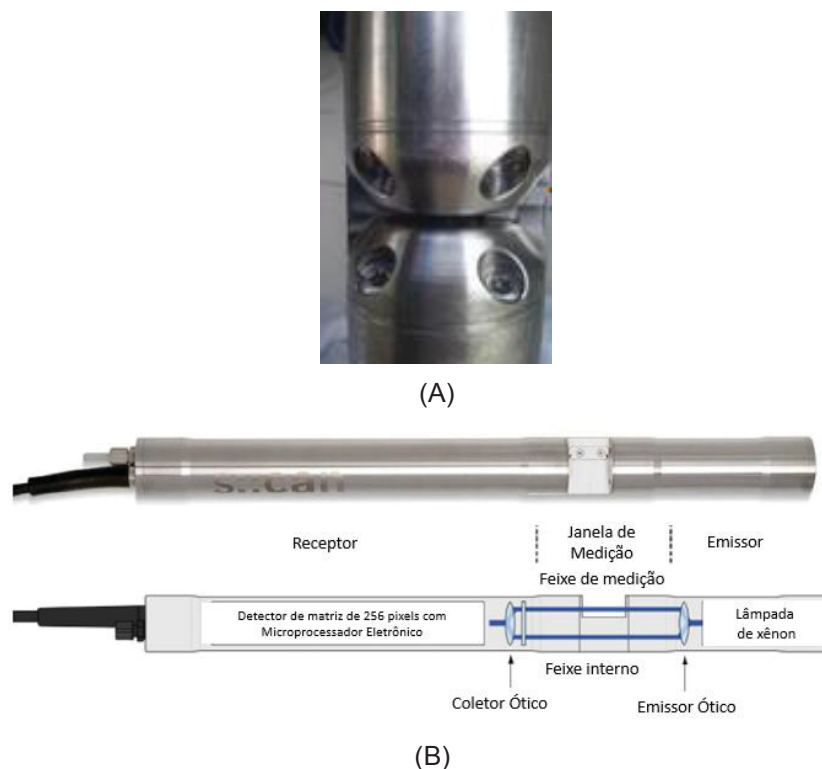 (A)
s::can
Janela de
Medição
Receptor
Emissor
Feixe de medição
Detector de matriz de 256 pixels com
Microprocessador Eletrônico
Lâmpada
de xênon
Feixe interno
Coletor Ótico
Emissor Ótico
(B)